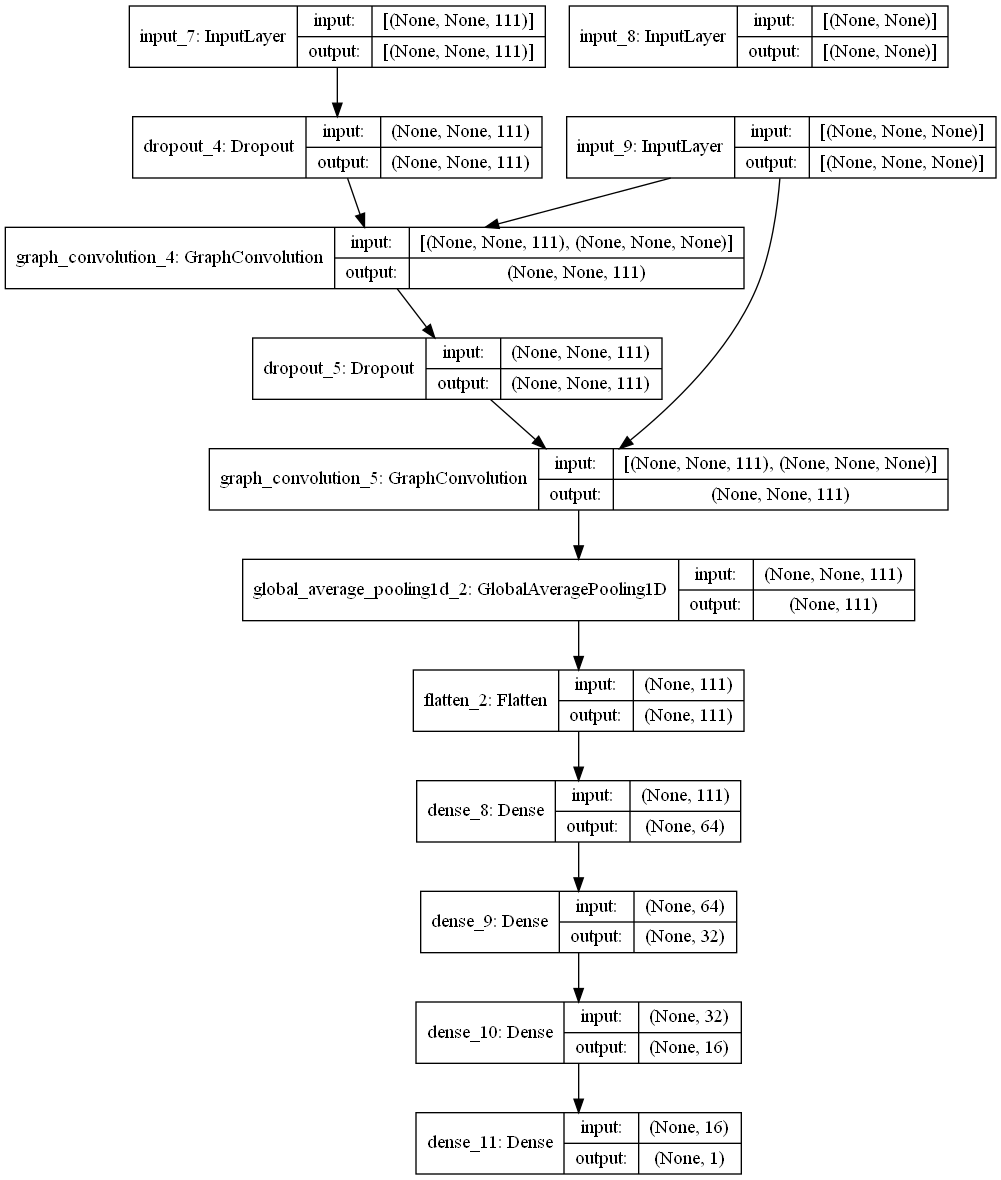 input_7: InputLayer
input: [(None, None, 111)]
output: [(None, None, 111)]
input_8: InputLayer
input: [(None, None)]
output: [(None, None)]
dropout_4: Dropout
input: (None, None, 111)
output: (None, None, 111)
input_9: InputLayer
input: [(None, None, None)]
output: [(None, None, None)]
graph_convolution_4: GraphConvolution
input: [(None, None, 111), (None, None, None)]
output: (None, None, 111)
dropout_5: Dropout
input: (None, None, 111)
output: (None, None, 111)
graph_convolution_5: GraphConvolution
input: [(None, None, 111), (None, None, None)]
output: (None, None, 111)
global_average_pooling1d_2: GlobalAveragePooling1D
input: (None, None, 111)
output: (None, 111)
flatten_2: Flatten
input: (None, 111)
output: (None, 111)
dense_8: Dense
input: (None, 111)
output: (None, 64)
dense_9: Dense
input: (None, 64)
output: (None, 32)
dense_10: Dense
input: (None, 32)
output: (None, 16)
dense_11: Dense
input: (None, 16)
output: (None, 1)